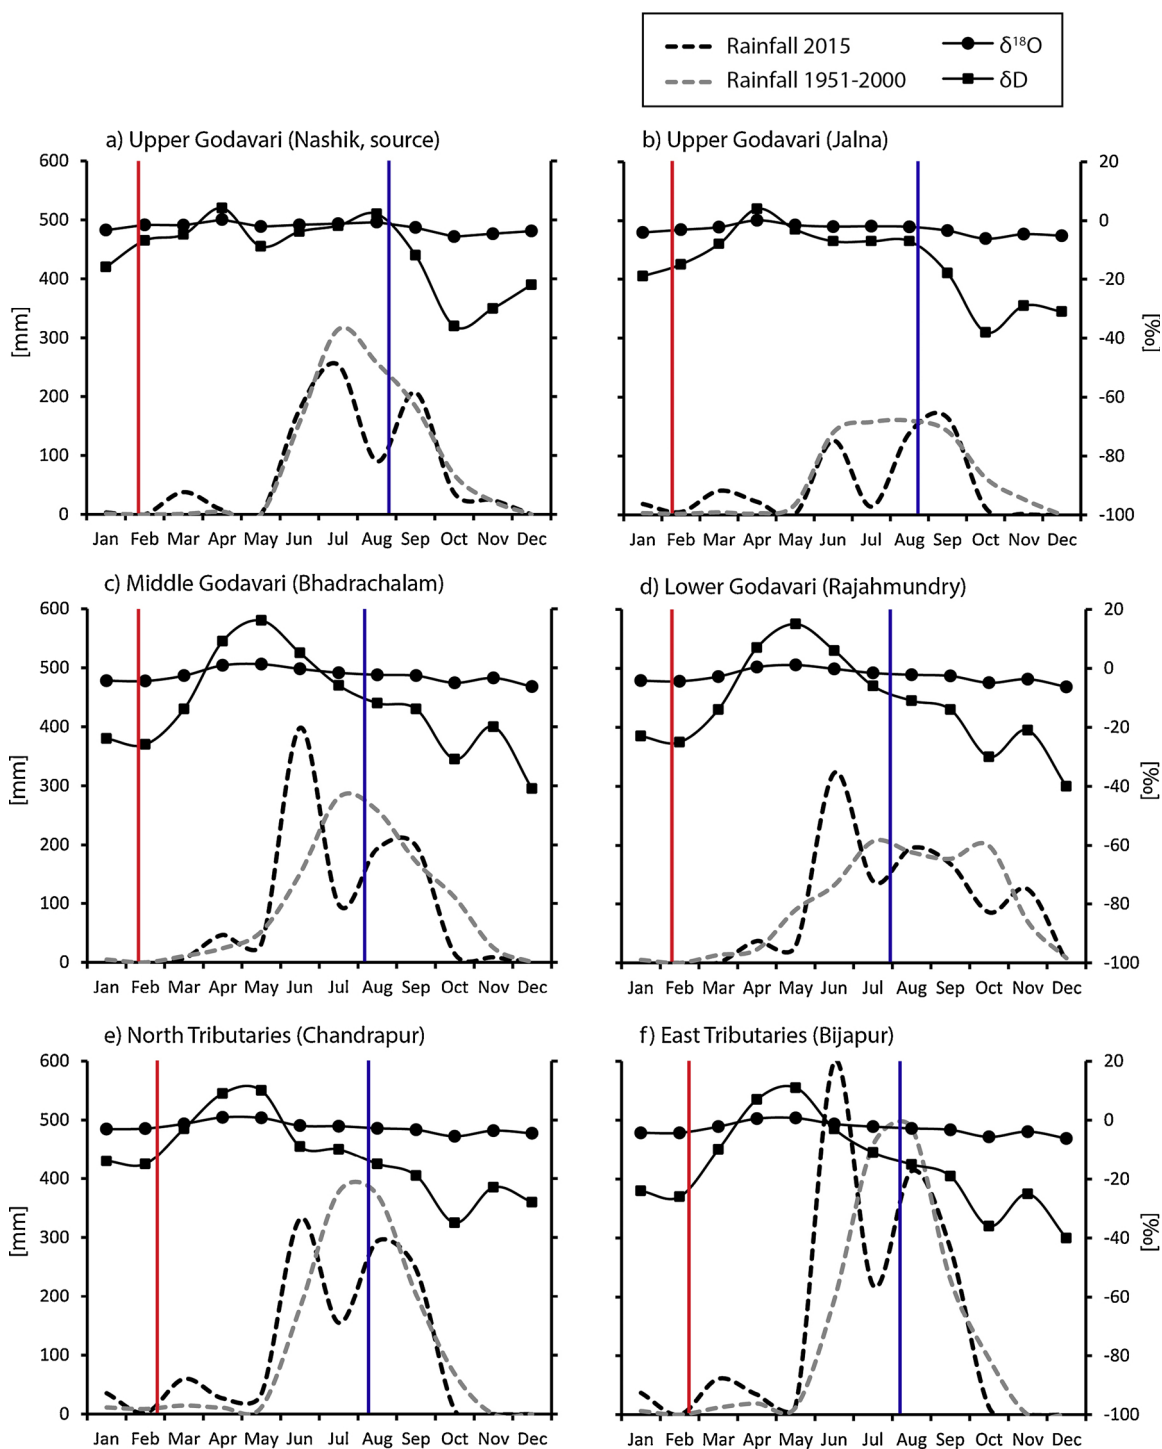 Rainfall 2015
δ¹⁸O
Rainfall 1951-2000
δD
a) Upper Godavari (Nashik, source)
b) Upper Godavari (Jalna)
600
500
400
300
200
100
0
[mm]
20
0
-20
-40
-60
-80
-100
[‰]
Jan Feb Mar Apr May Jun Jul Aug Sep Oct Nov Dec
Jan Feb Mar Apr May Jun Jul Aug Sep Oct Nov Dec
c) Middle Godavari (Bhadrachalam)
d) Lower Godavari (Rajahmundry)
600
500
400
300
200
100
0
[mm]
20
0
-20
-40
-60
-80
-100
[‰]
Jan Feb Mar Apr May Jun Jul Aug Sep Oct Nov Dec
Jan Feb Mar Apr May Jun Jul Aug Sep Oct Nov Dec
e) North Tributaries (Chandrapur)
f) East Tributaries (Bijapur)
600
500
400
300
200
100
0
[mm]
20
0
-20
-40
-60
-80
-100
[‰]
Jan Feb Mar Apr May Jun Jul Aug Sep Oct Nov Dec
Jan Feb Mar Apr May Jun Jul Aug Sep Oct Nov Dec